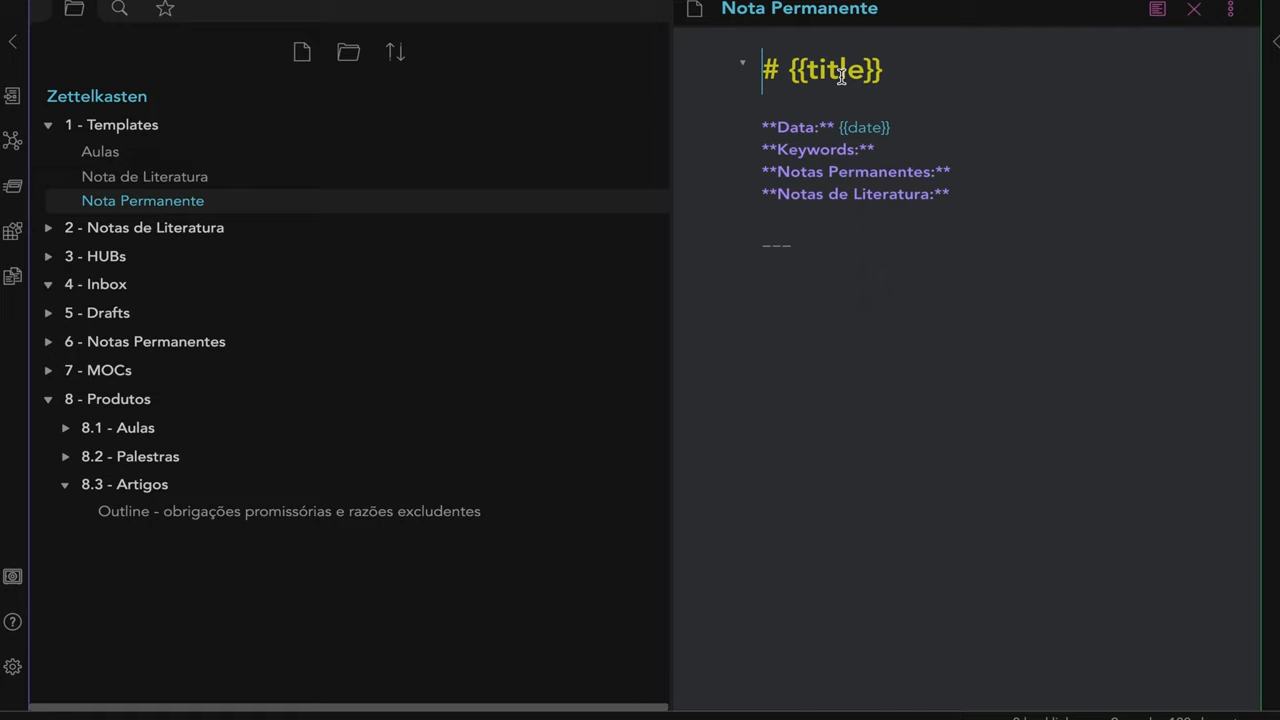 Nota Permanente
Zettelkasten
1 - Templates
Aulas
Nota de Literatura
Nota Permanente
2 - Notas de Literatura
3 - HUBs
4 - Inbox
5 - Drafts
6 - Notas Permanentes
7 - MOCs
8 - Produtos
8.1 - Aulas
8.2 - Palestras
8.3 - Artigos
Outline - obrigações promissórias e razões excludentes
# {{title}}
**Data:** {{date}}
**Keywords:**
**Notas Permanentes:**
**Notas de Literatura:**
---